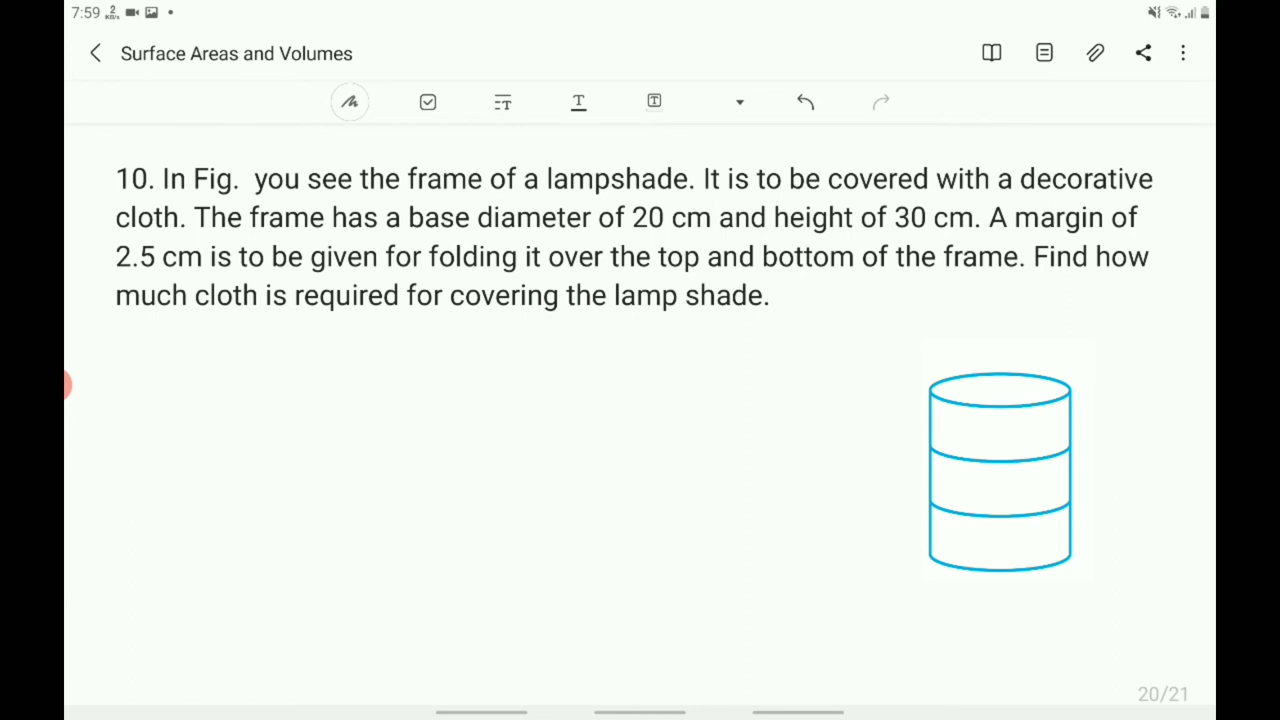 7:59 2 KB/s
Surface Areas and Volumes
10. In Fig. you see the frame of a lampshade. It is to be covered with a decorative
cloth. The frame has a base diameter of 20 cm and height of 30 cm. A margin of
2.5 cm is to be given for folding it over the top and bottom of the frame. Find how
much cloth is required for covering the lamp shade.
20/21